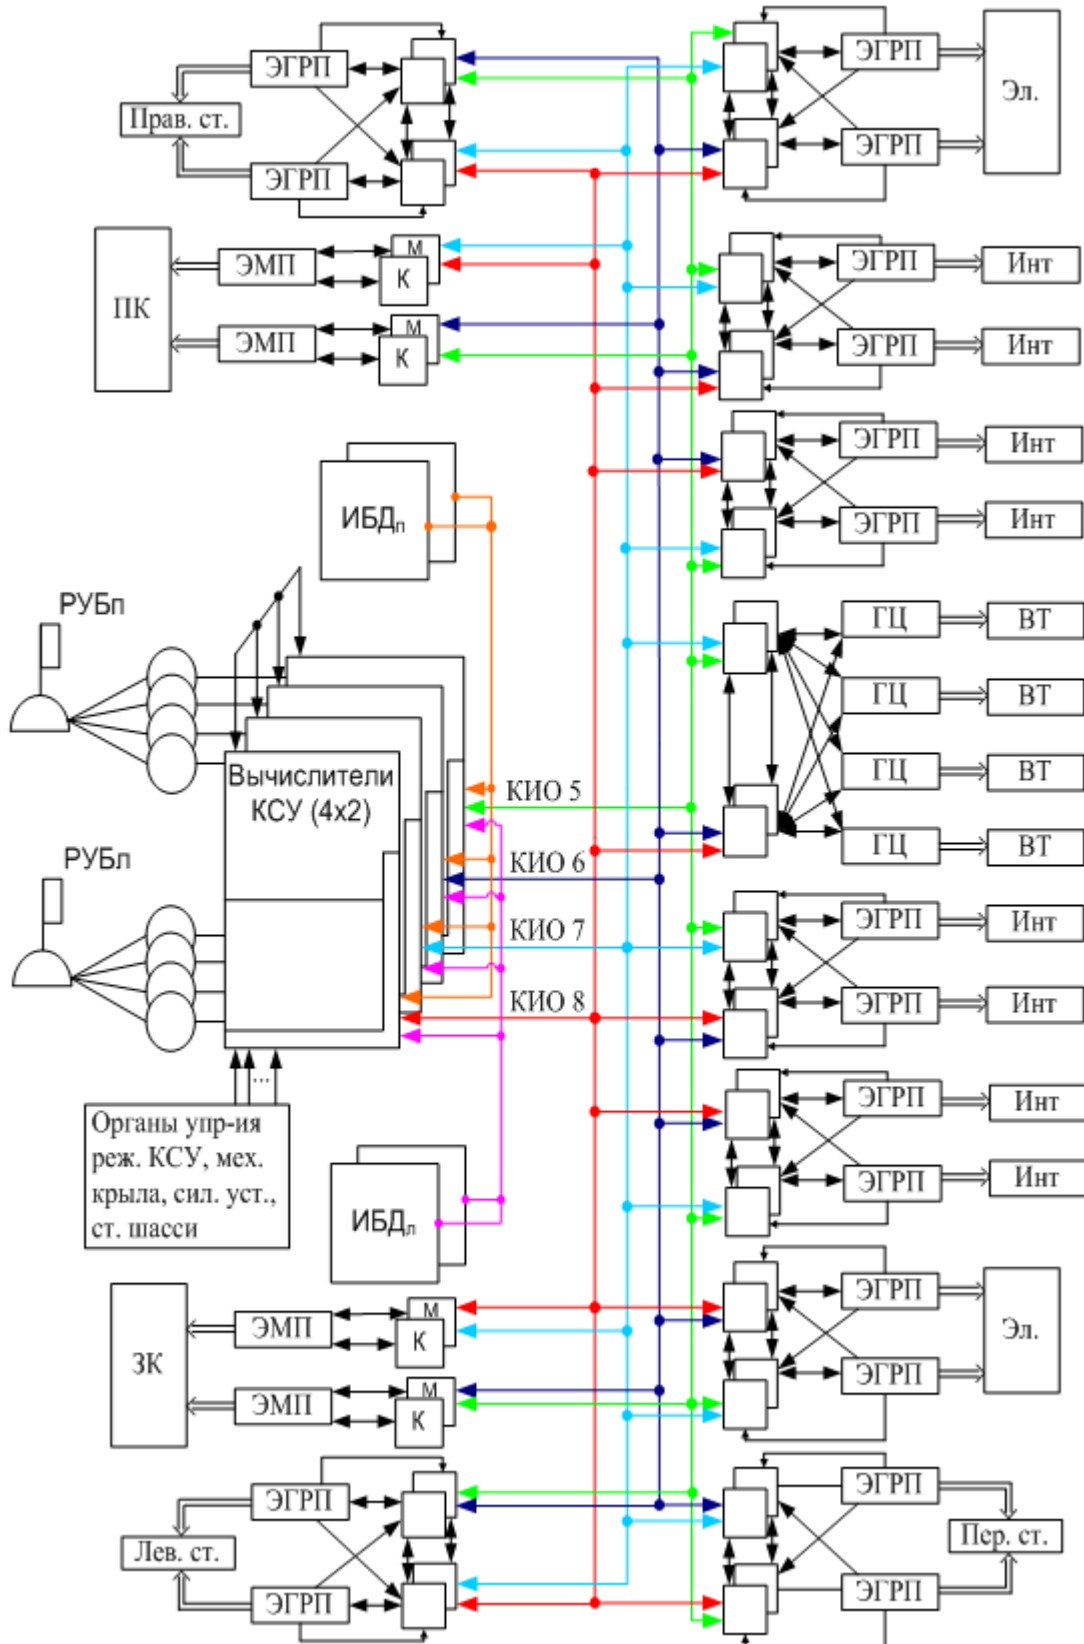 ЭГРП
Прав. ст.
ЭГРП
ЭГРП
Эл.
ЭГРП
ПК
ЭМП
М
К
ЭМП
М
К
ЭГРП
Инт
ЭГРП
Инт
ЭГРП
Инт
ЭГРП
Инт
ИБДп
РУБп
Вычислители
КСУ (4х2)
РУБл
КИО 5
КИО 6
КИО 7
КИО 8
ГЦ
ВТ
ГЦ
ВТ
ГЦ
ВТ
ГЦ
ВТ
ЭГРП
Инт
ЭГРП
Инт
...
Органы упр-ия
реж. КСУ, мех.
крыла, сил. уст.,
ст. шасси
ИБДл
ЭГРП
Инт
ЭГРП
Инт
ЗК
ЭМП
М
К
ЭМП
М
К
ЭГРП
Эл.
ЭГРП
ЭГРП
Лев. ст.
ЭГРП
ЭГРП
Пер. ст.
ЭГРП